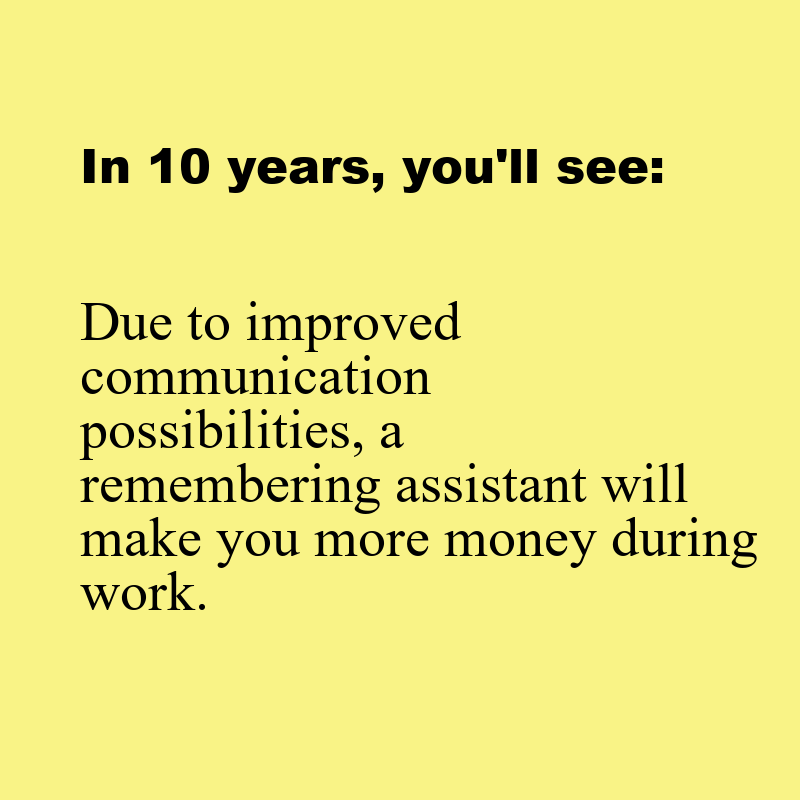 In 10 years, you'll see:
Due to improved
communication
possibilities, a
remembering assistant will
make you more money during
work.